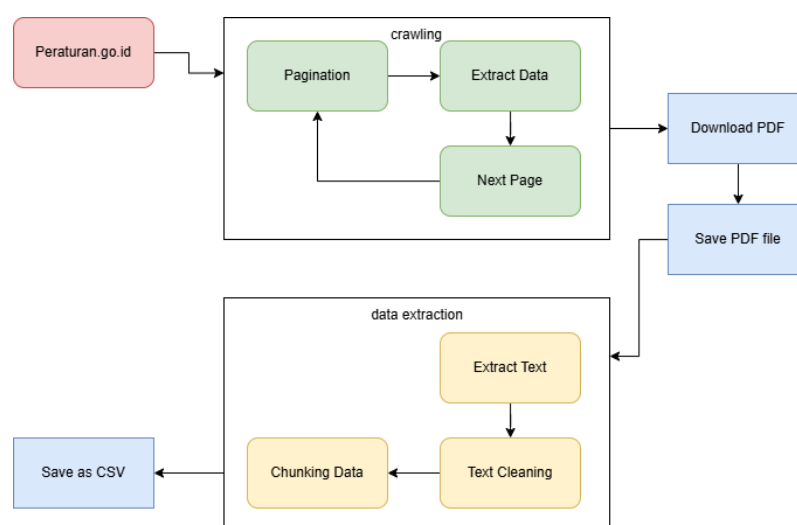 Peraturan.go.id
crawling
Pagination
Extract Data
Next Page
Download PDF
Save PDF file
data extraction
Extract Text
Text Cleaning
Chunking Data
Save as CSV